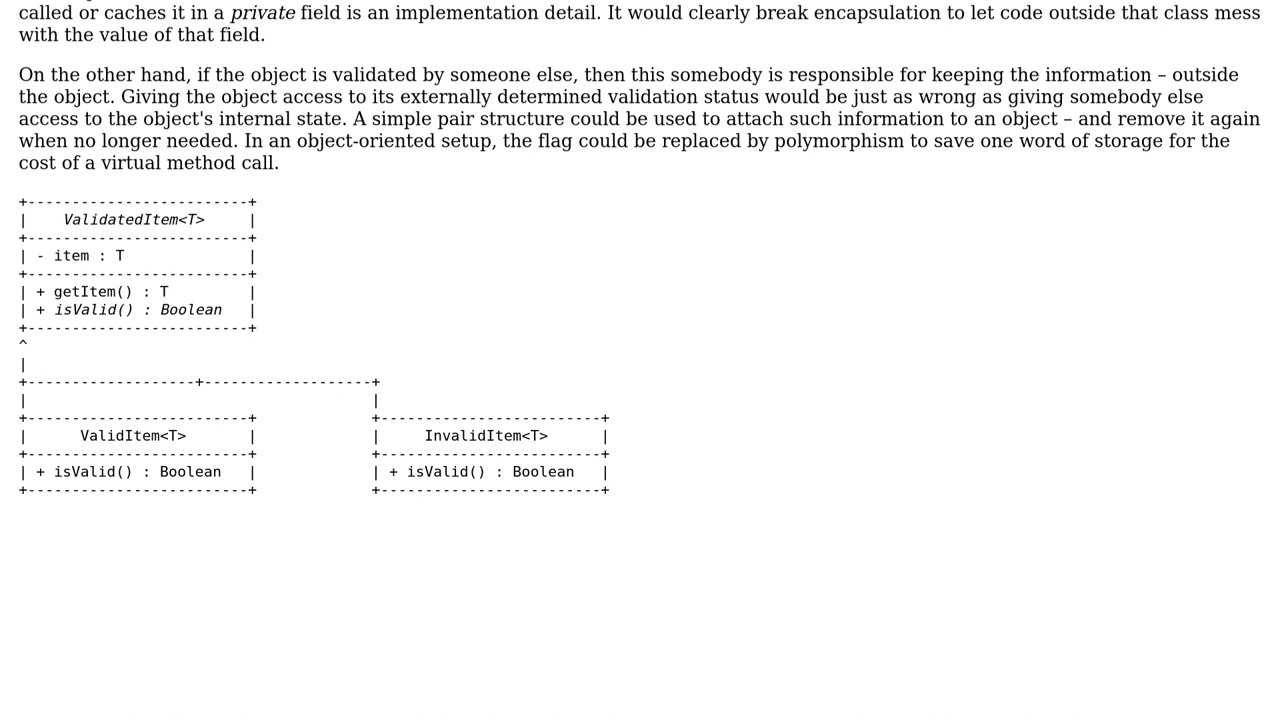 called or caches it in a private field is an implementation detail. It would clearly break encapsulation to let code outside that class mess
with the value of that field.
On the other hand, if the object is validated by someone else, then this somebody is responsible for keeping the information – outside
the object. Giving the object access to its externally determined validation status would be just as wrong as giving somebody else
access to the object's internal state. A simple pair structure could be used to attach such information to an object – and remove it again
when no longer needed. In an object-oriented setup, the flag could be replaced by polymorphism to save one word of storage for the
cost of a virtual method call.
+-------------------------+
|    ValidatedItem<T>     |
+-------------------------+
| - item : T              |
+-------------------------+
| + getItem() : T         |
| + isValid() : Boolean   |
+-------------------------+
^
|
+-------------------+-------------------+
|                                       |
+-------------------------+             +-------------------------+
|      ValidItem<T>       |             |     InvalidItem<T>      |
+-------------------------+             +-------------------------+
| + isValid() : Boolean   |             | + isValid() : Boolean   |
+-------------------------+             +-------------------------+